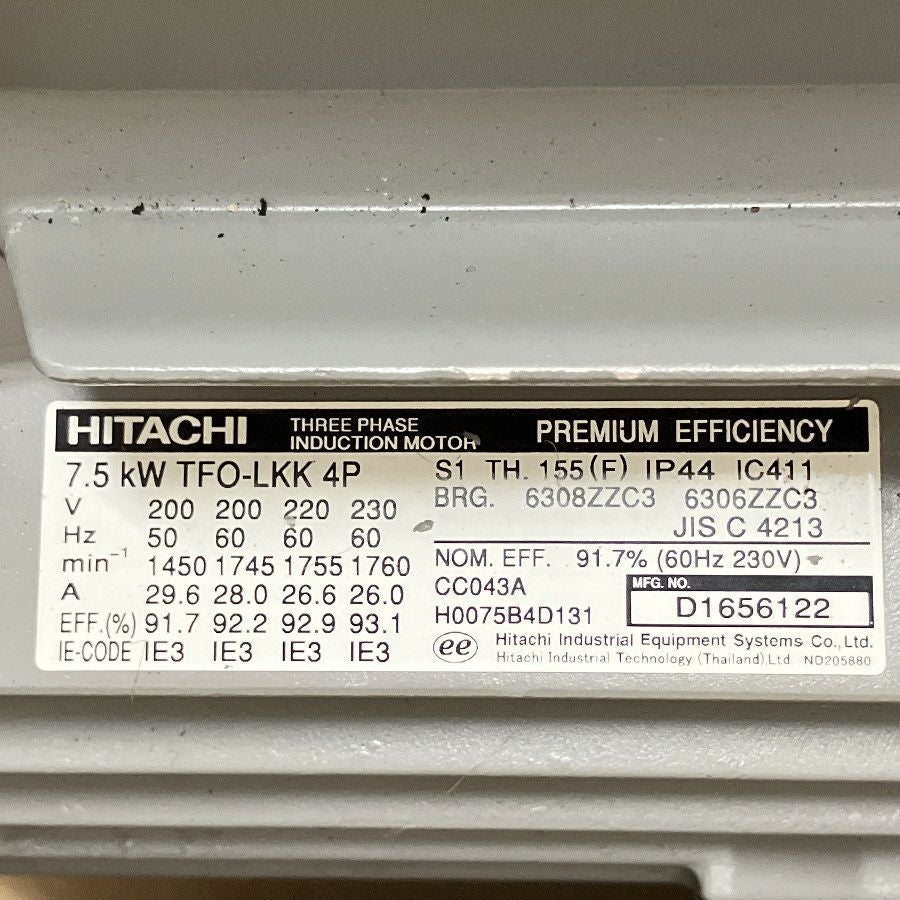 HITACHI THREE PHASE INDUCTION MOTOR PREMIUM EFFICIENCY
7.5 kW TFO-LKK 4P
V 200 200 220 230
Hz 50 60 60 60
min⁻¹ 1450 1745 1755 1760
A 29.6 28.0 26.6 26.0
EFF.(%) 91.7 92.2 92.9 93.1
IE-CODE IE3 IE3 IE3 IE3
S1 TH. 155(F) IP44 IC411
BRG. 6308ZZC3 6306ZZC3
JIS C 4213
NOM. EFF. 91.7% (60Hz 230V)
CC043A
H0075B4D131
MFG. NO.
D1656122
ee Hitachi Industrial Equipment Systems Co., Ltd.
Hitachi Industrial Technology (Thailand), Ltd. ND205880